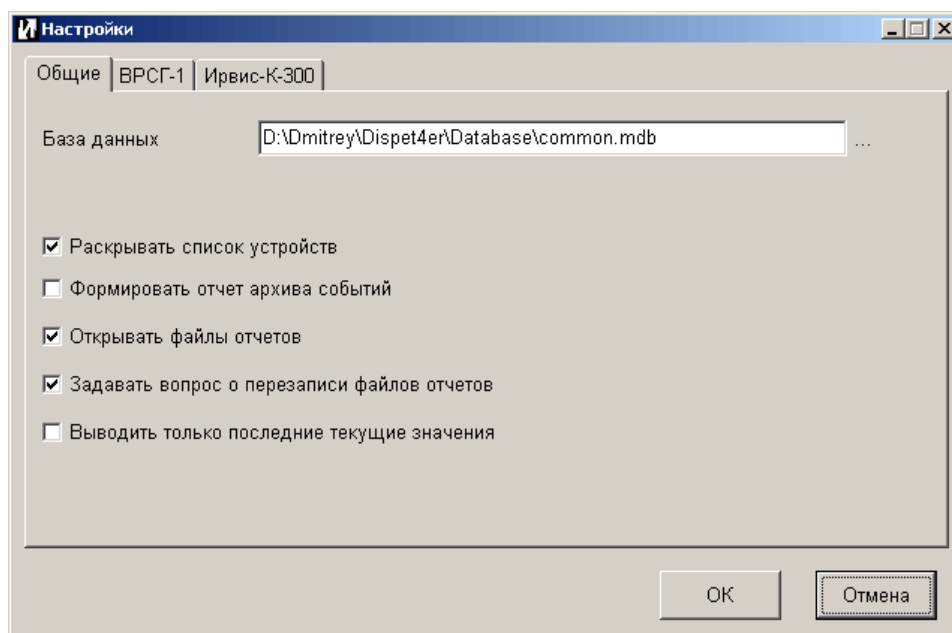 Настройки
Общие ВРСГ-1 Ирвис-К-300
База данных D:\Dmitrey\Dispet4er\Database\common.mdb ...
Раскрывать список устройств
Формировать отчет архива событий
Открывать файлы отчетов
Задавать вопрос о перезаписи файлов отчетов
Выводить только последние текущие значения
ОК Отмена